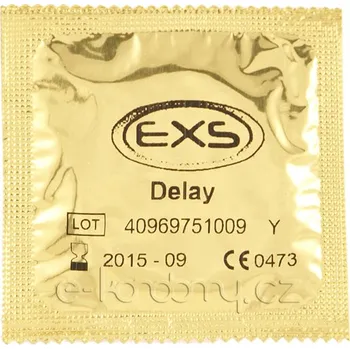 EXS
Delay
LOT 40969751009 Y
2015 - 09 CE 0473
e-kondomy.cz